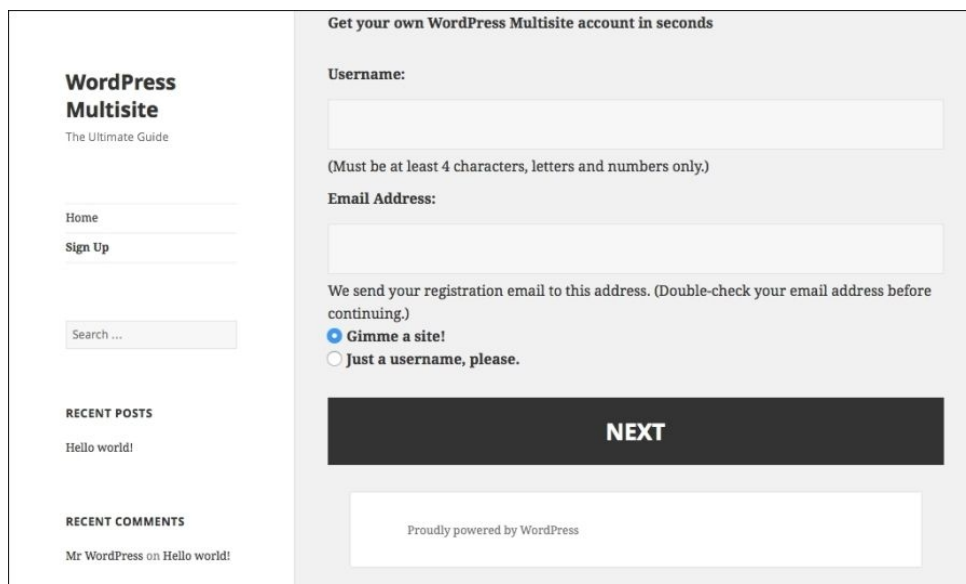 WordPress
Multisite
The Ultimate Guide
Home
Sign Up
Search ...
RECENT POSTS
Hello world!
RECENT COMMENTS
Mr WordPress on Hello world!
Get your own WordPress Multisite account in seconds
Username:
(Must be at least 4 characters, letters and numbers only.)
Email Address:
We send your registration email to this address. (Double-check your email address before
continuing.)
Gimme a site!
Just a username, please.
NEXT
Proudly powered by WordPress